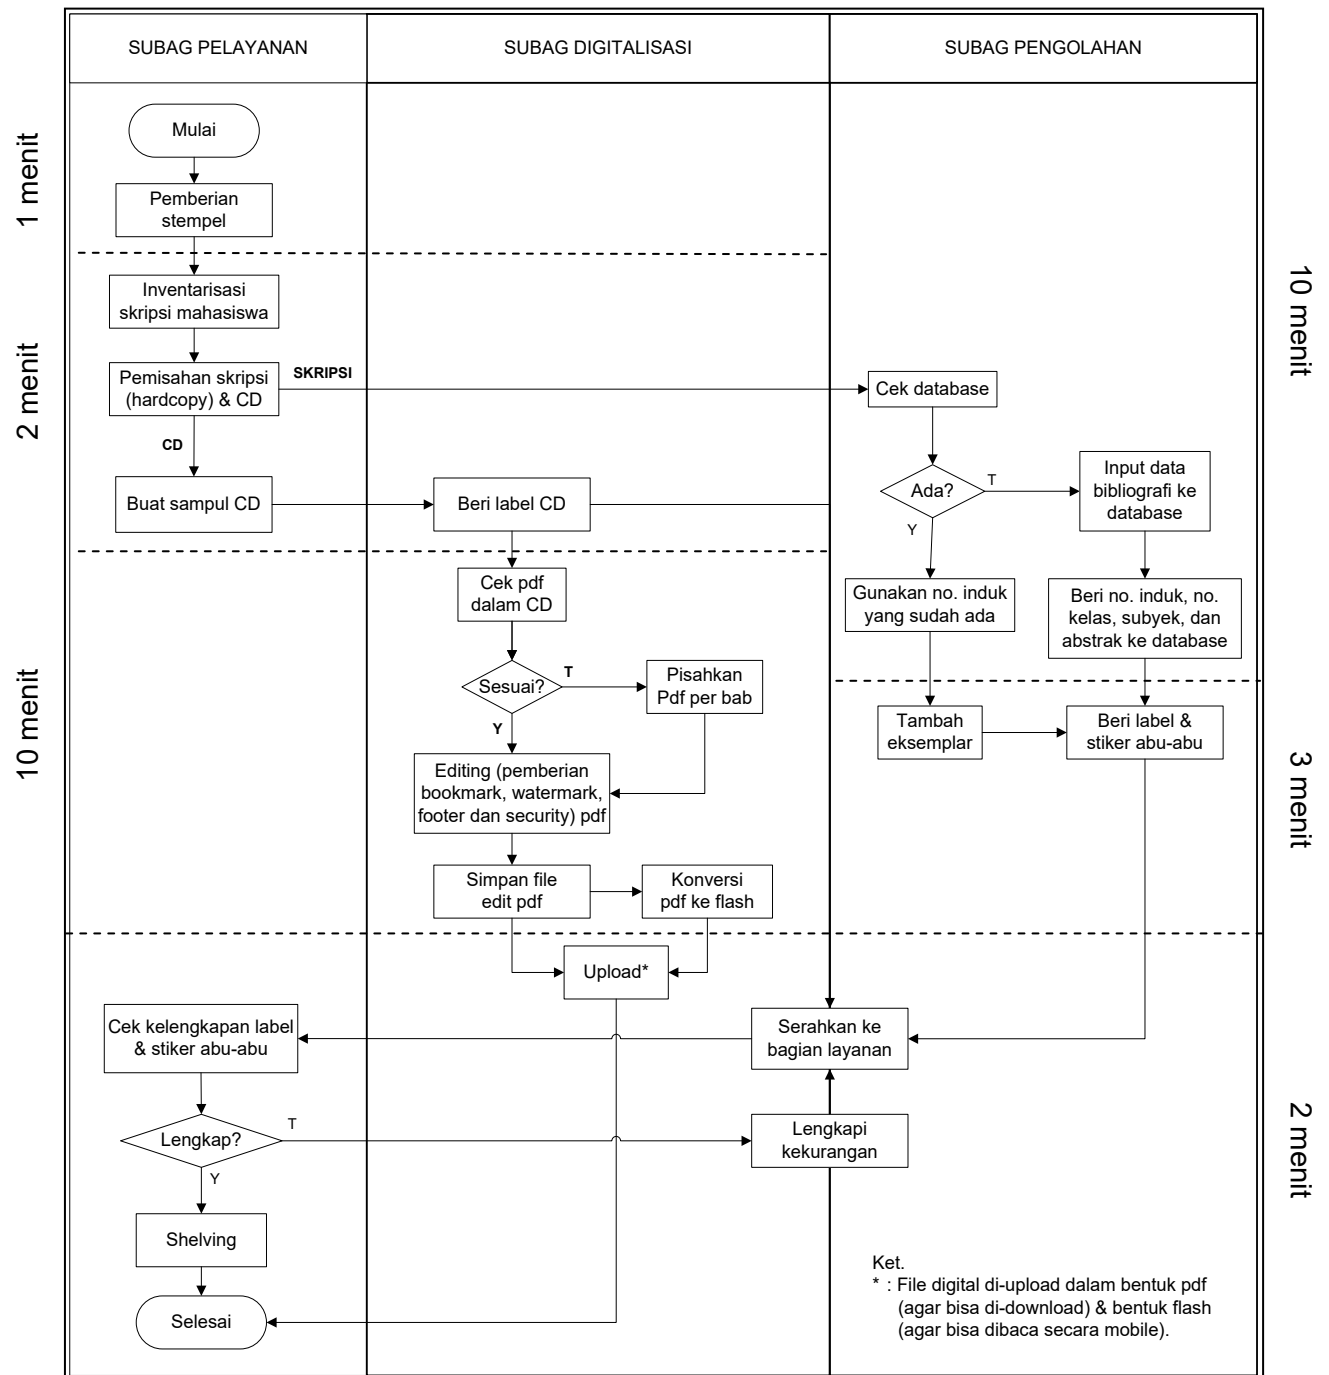 SUBAG PELAYANAN
SUBAG DIGITALISASI
SUBAG PENGOLAHAN
1 menit
Mulai
Pemberian
stempel
10 menit
2 menit
Inventarisasi
skripsi mahasiswa
Pemisahan skripsi
(hardcopy) & CD
SKRIPSI
CD
Cek database
Ada?
T
Y
Input data
bibliografi ke
database
Buat sampul CD
Beri label CD
10 menit
Cek pdf
dalam CD
Gunakan no. induk
yang sudah ada
Beri no. induk, no.
kelas, subyek, dan
abstrak ke database
Sesuai?
T
Y
Pisahkan
Pdf per bab
Tambah
eksemplar
Beri label &
stiker abu-abu
3 menit
Editing (pemberian
bookmark, watermark,
footer dan security) pdf
Simpan file
edit pdf
Konversi
pdf ke flash
Upload*
Cek kelengkapan label
& stiker abu-abu
Serahkan ke
bagian layanan
Lengkap?
T
Y
Lengkapi
kekurangan
2 menit
Shelving
Selesai
Ket.
* : File digital di-upload dalam bentuk pdf
(agar bisa di-download) & bentuk flash
(agar bisa dibaca secara mobile).